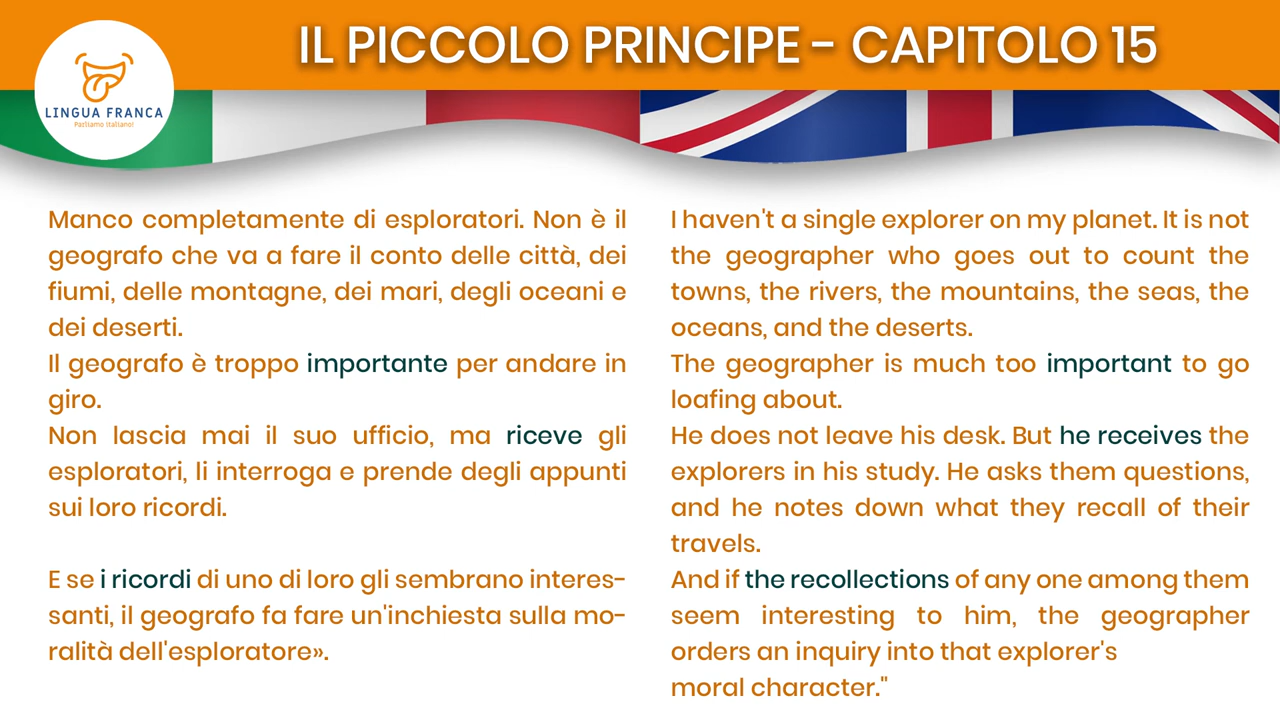 IL PICCOLO PRINCIPE - CAPITOLO 15
LINGUA FRANCA
Parliamo Italiano!
Manco completamente di esploratori. Non è il
geografo che va a fare il conto delle città, dei
fiumi, delle montagne, dei mari, degli oceani e
dei deserti.
Il geografo è troppo importante per andare in
giro.
Non lascia mai il suo ufficio, ma riceve gli
esploratori, li interroga e prende degli appunti
sui loro ricordi.
E se i ricordi di uno di loro gli sembrano interes-
santi, il geografo fa fare un'inchiesta sulla mo-
ralità dell'esploratore».
I haven't a single explorer on my planet. It is not
the geographer who goes out to count the
towns, the rivers, the mountains, the seas, the
oceans, and the deserts.
The geographer is much too important to go
loafing about.
He does not leave his desk. But he receives the
explorers in his study. He asks them questions,
and he notes down what they recall of their
travels.
And if the recollections of any one among them
seem interesting to him, the geographer
orders an inquiry into that explorer's
moral character."